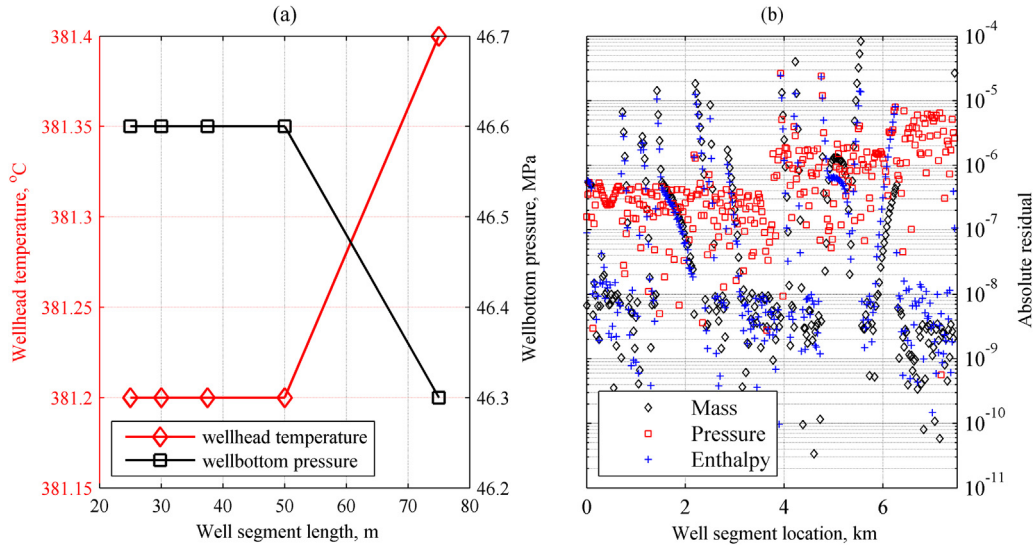 (a)
(b)
381.4
381.35
381.3
381.25
381.2
381.15
Wellhead temperature, °C
46.7
46.6
46.5
46.4
46.3
46.2
Wellbottom pressure, MPa
wellhead temperature
wellbottom pressure
20
30
40
50
60
70
80
Well segment length, m
10⁻⁴
10⁻⁵
10⁻⁶
10⁻⁷
10⁻⁸
10⁻⁹
10⁻¹⁰
10⁻¹¹
Absolute residual
Mass
Pressure
Enthalpy
0
2
4
6
Well segment location, km